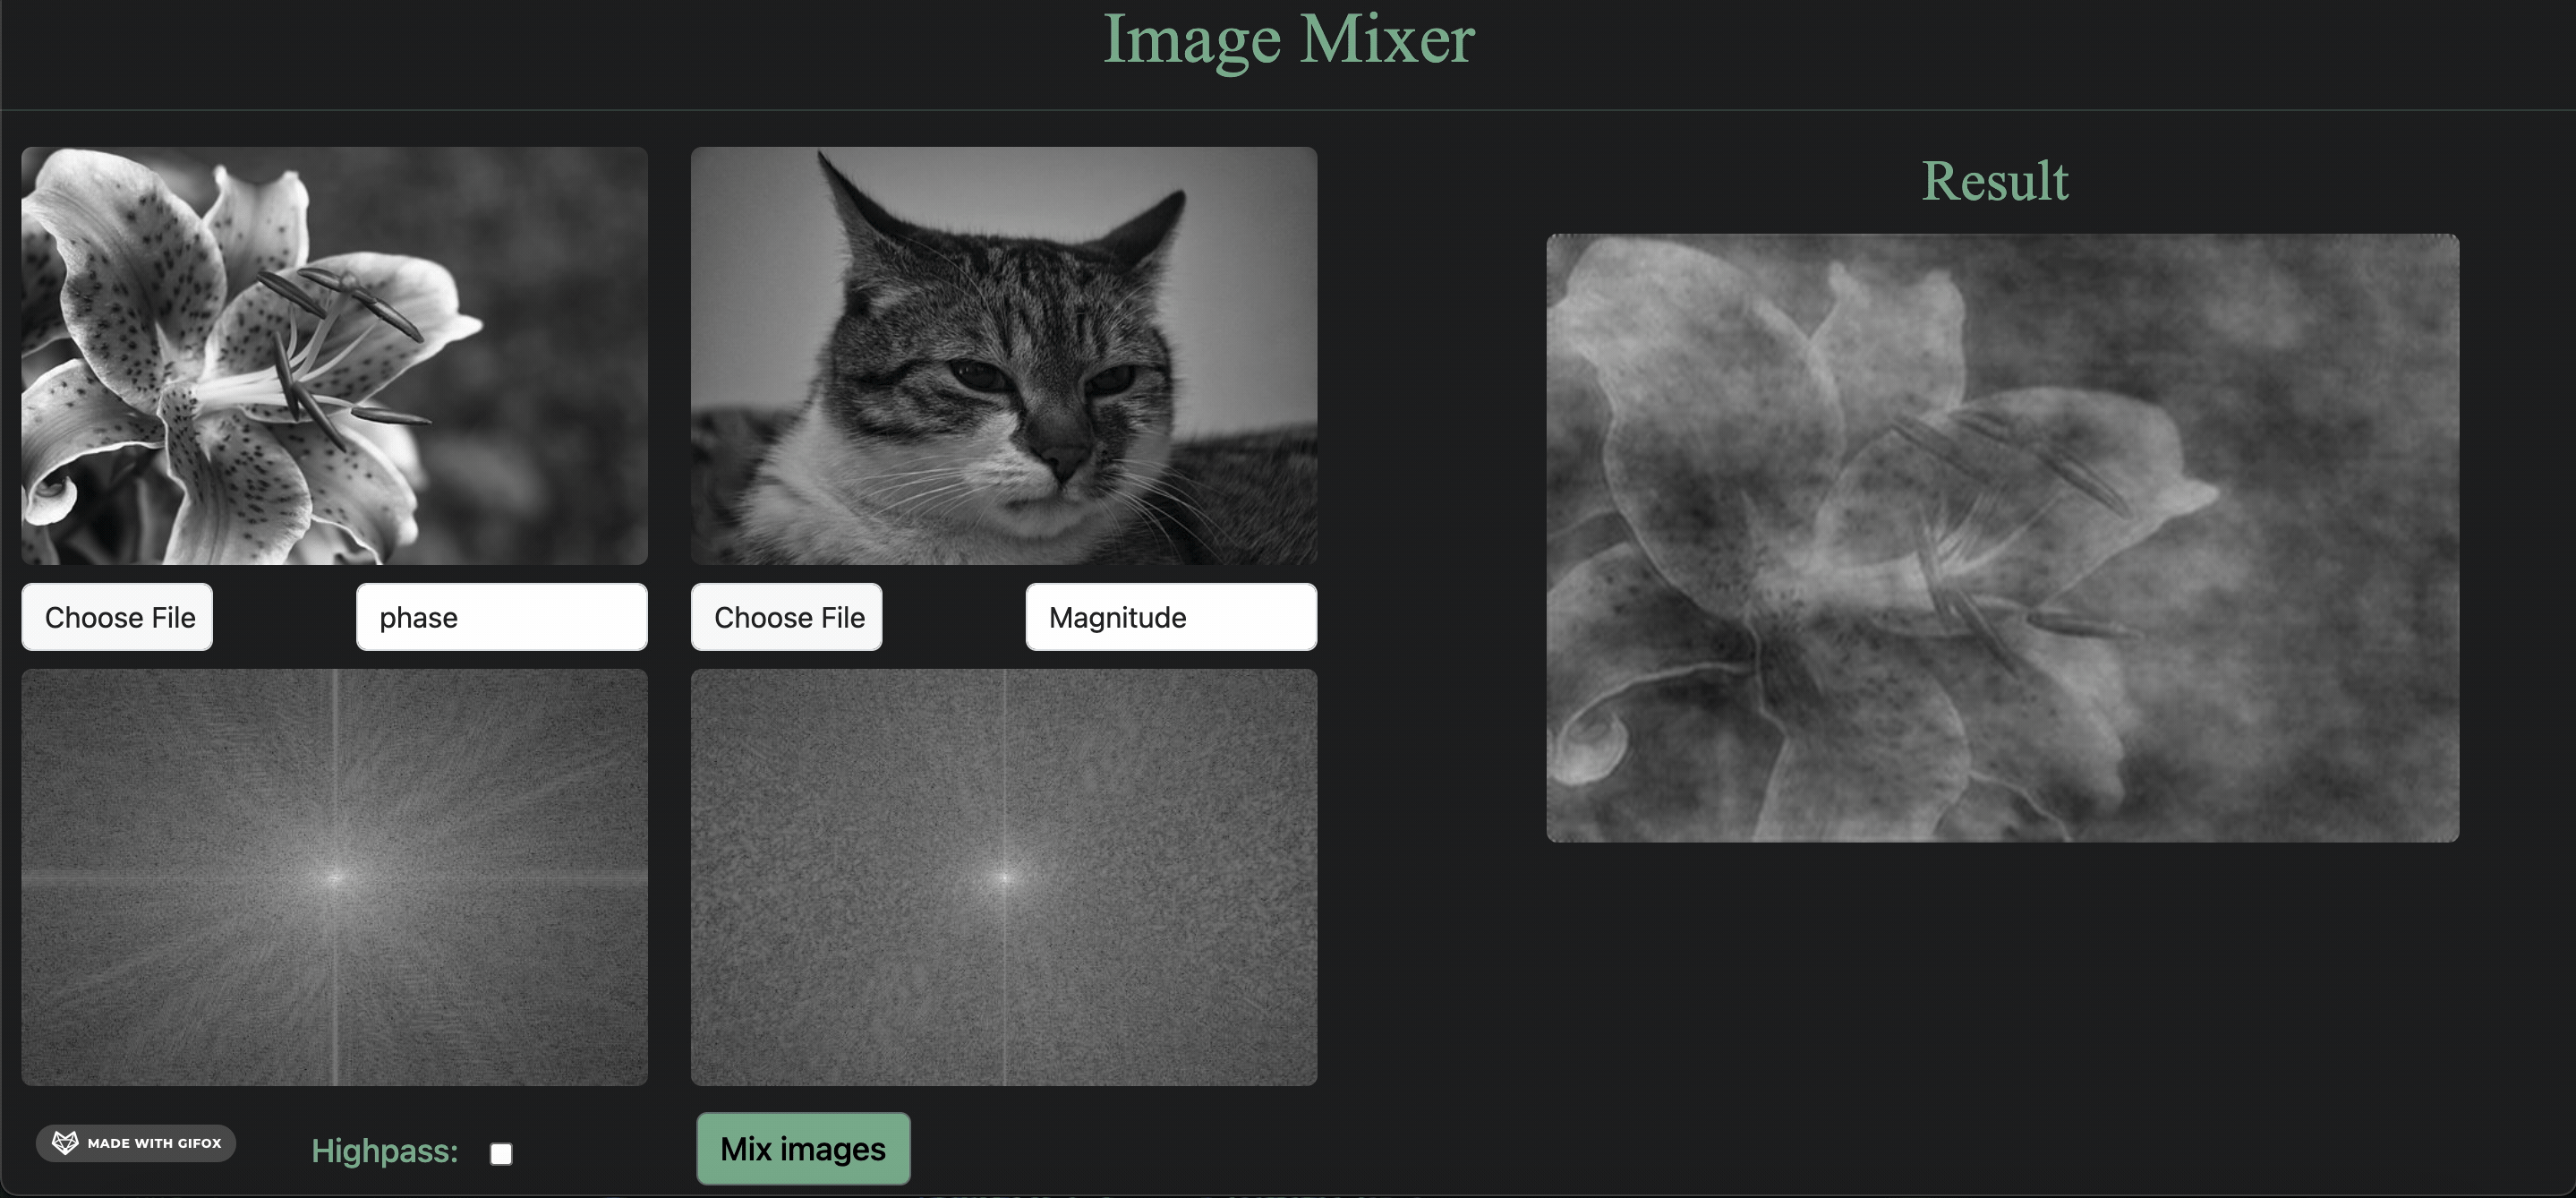 Image Mixer
Result
Choose File
phase
Choose File
Magnitude
MADE WITH GIFOX
Highpass:
Mix images